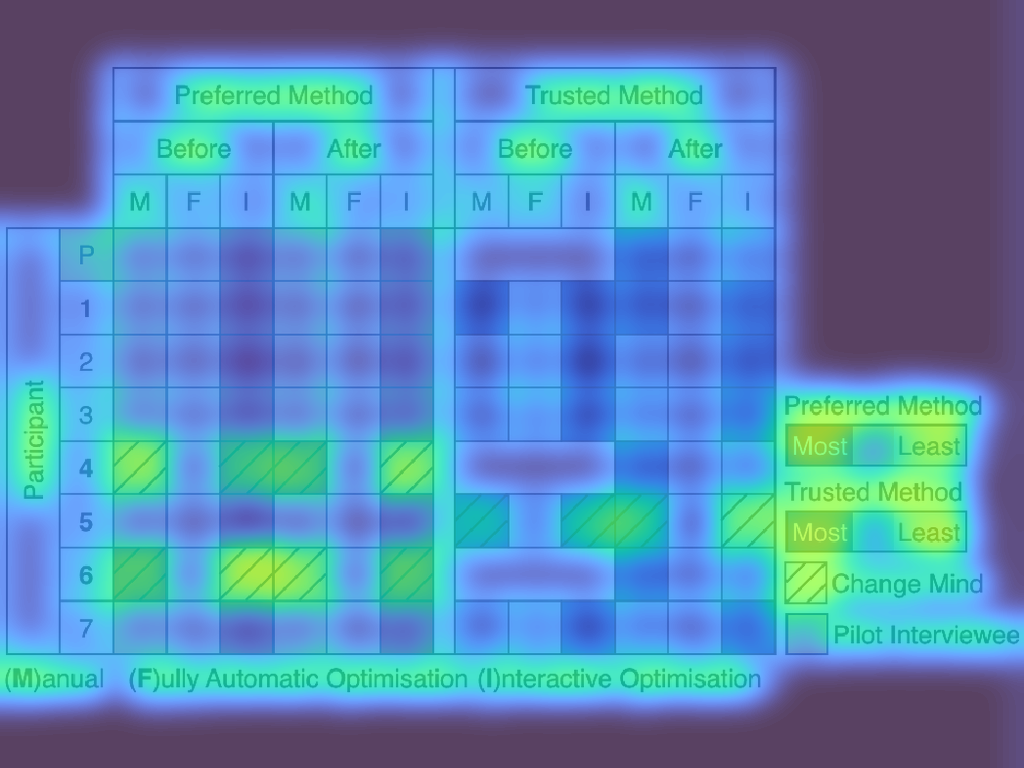 Preferred Method Trusted Method
Before After Before After
M F I M F I M F I M F I
Participant
P
1
2
3
4
5
6
7
Preferred Method
Most Least
Trusted Method
Most Least
Change Mind
Pilot Interviewee
(M)anual (F)ully Automatic Optimisation (I)nteractive Optimisation